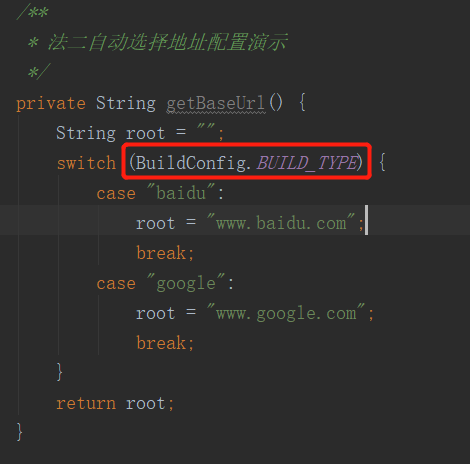 /**
* 法二自动选择地址配置演示
*/
private String getBaseUrl() {
String root = "";
switch (BuildConfig.BUILD_TYPE) {
case "baidu":
root = "www.baidu.com";
break;
case "google":
root = "www.google.com";
break;
}
return root;
}